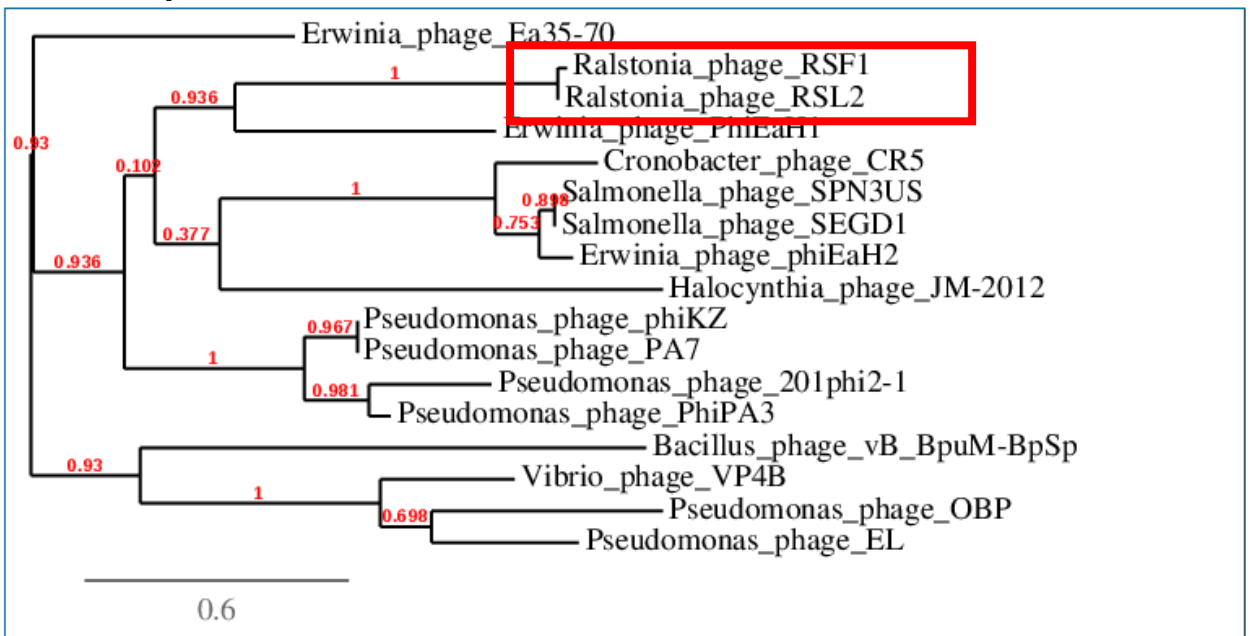 Erwinia_phage_Ea35-70
Ralstonia_phage_RSF1
1
0.936
Ralstonia_phage_RSL2
Erwinia_phage_PhiEaH1
0.93
Cronobacter_phage_CR5
0.102
1
Salmonella_phage_SPN3US
0.898
0.753
Salmonella_phage_SEGD1
0.377
Erwinia_phage_phiEaH2
0.936
Halocynthia_phage_JM-2012
Pseudomonas_phage_phiKZ
0.967
Pseudomonas_phage_PA7
1
Pseudomonas_phage_201phi2-1
0.981
Pseudomonas_phage_PhiPA3
Bacillus_phage_vB_BpuM-BpSp
0.93
Vibrio_phage_VP4B
1
Pseudomonas_phage_OBP
0.698
Pseudomonas_phage_EL
0.6